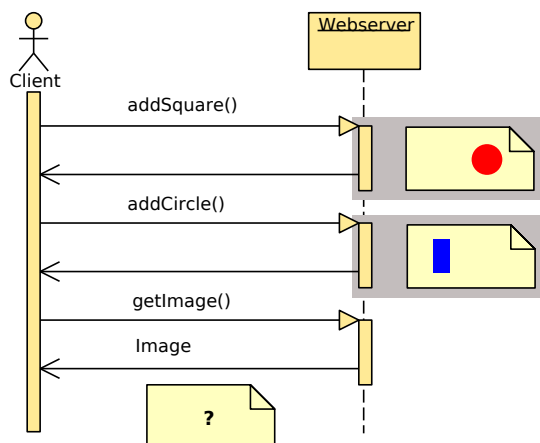 Webserver
Client
addSquare()
addCircle()
getImage()
Image
?